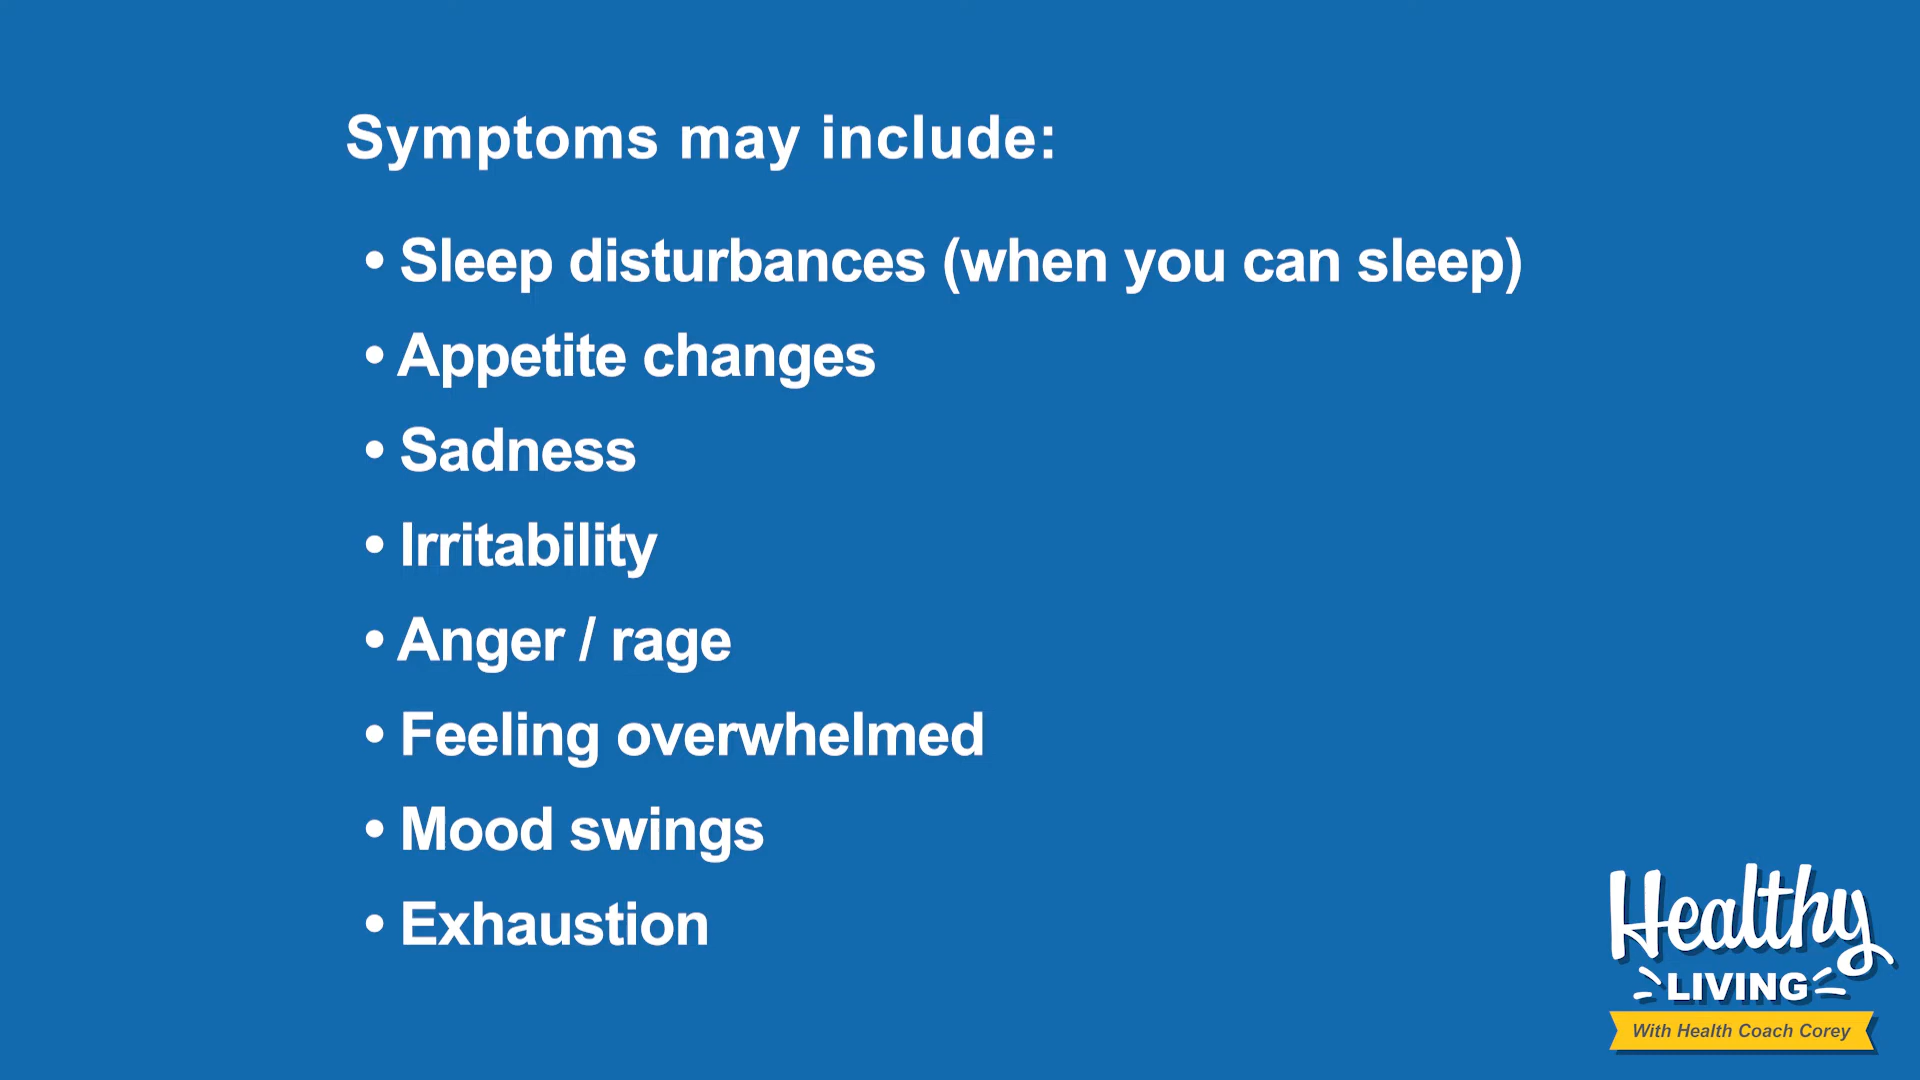 Symptoms may include:
• Sleep disturbances (when you can sleep)
• Appetite changes
• Sadness
• Irritability
• Anger / rage
• Feeling overwhelmed
• Mood swings
• Exhaustion
Healthy
LIVING
With Health Coach Corey